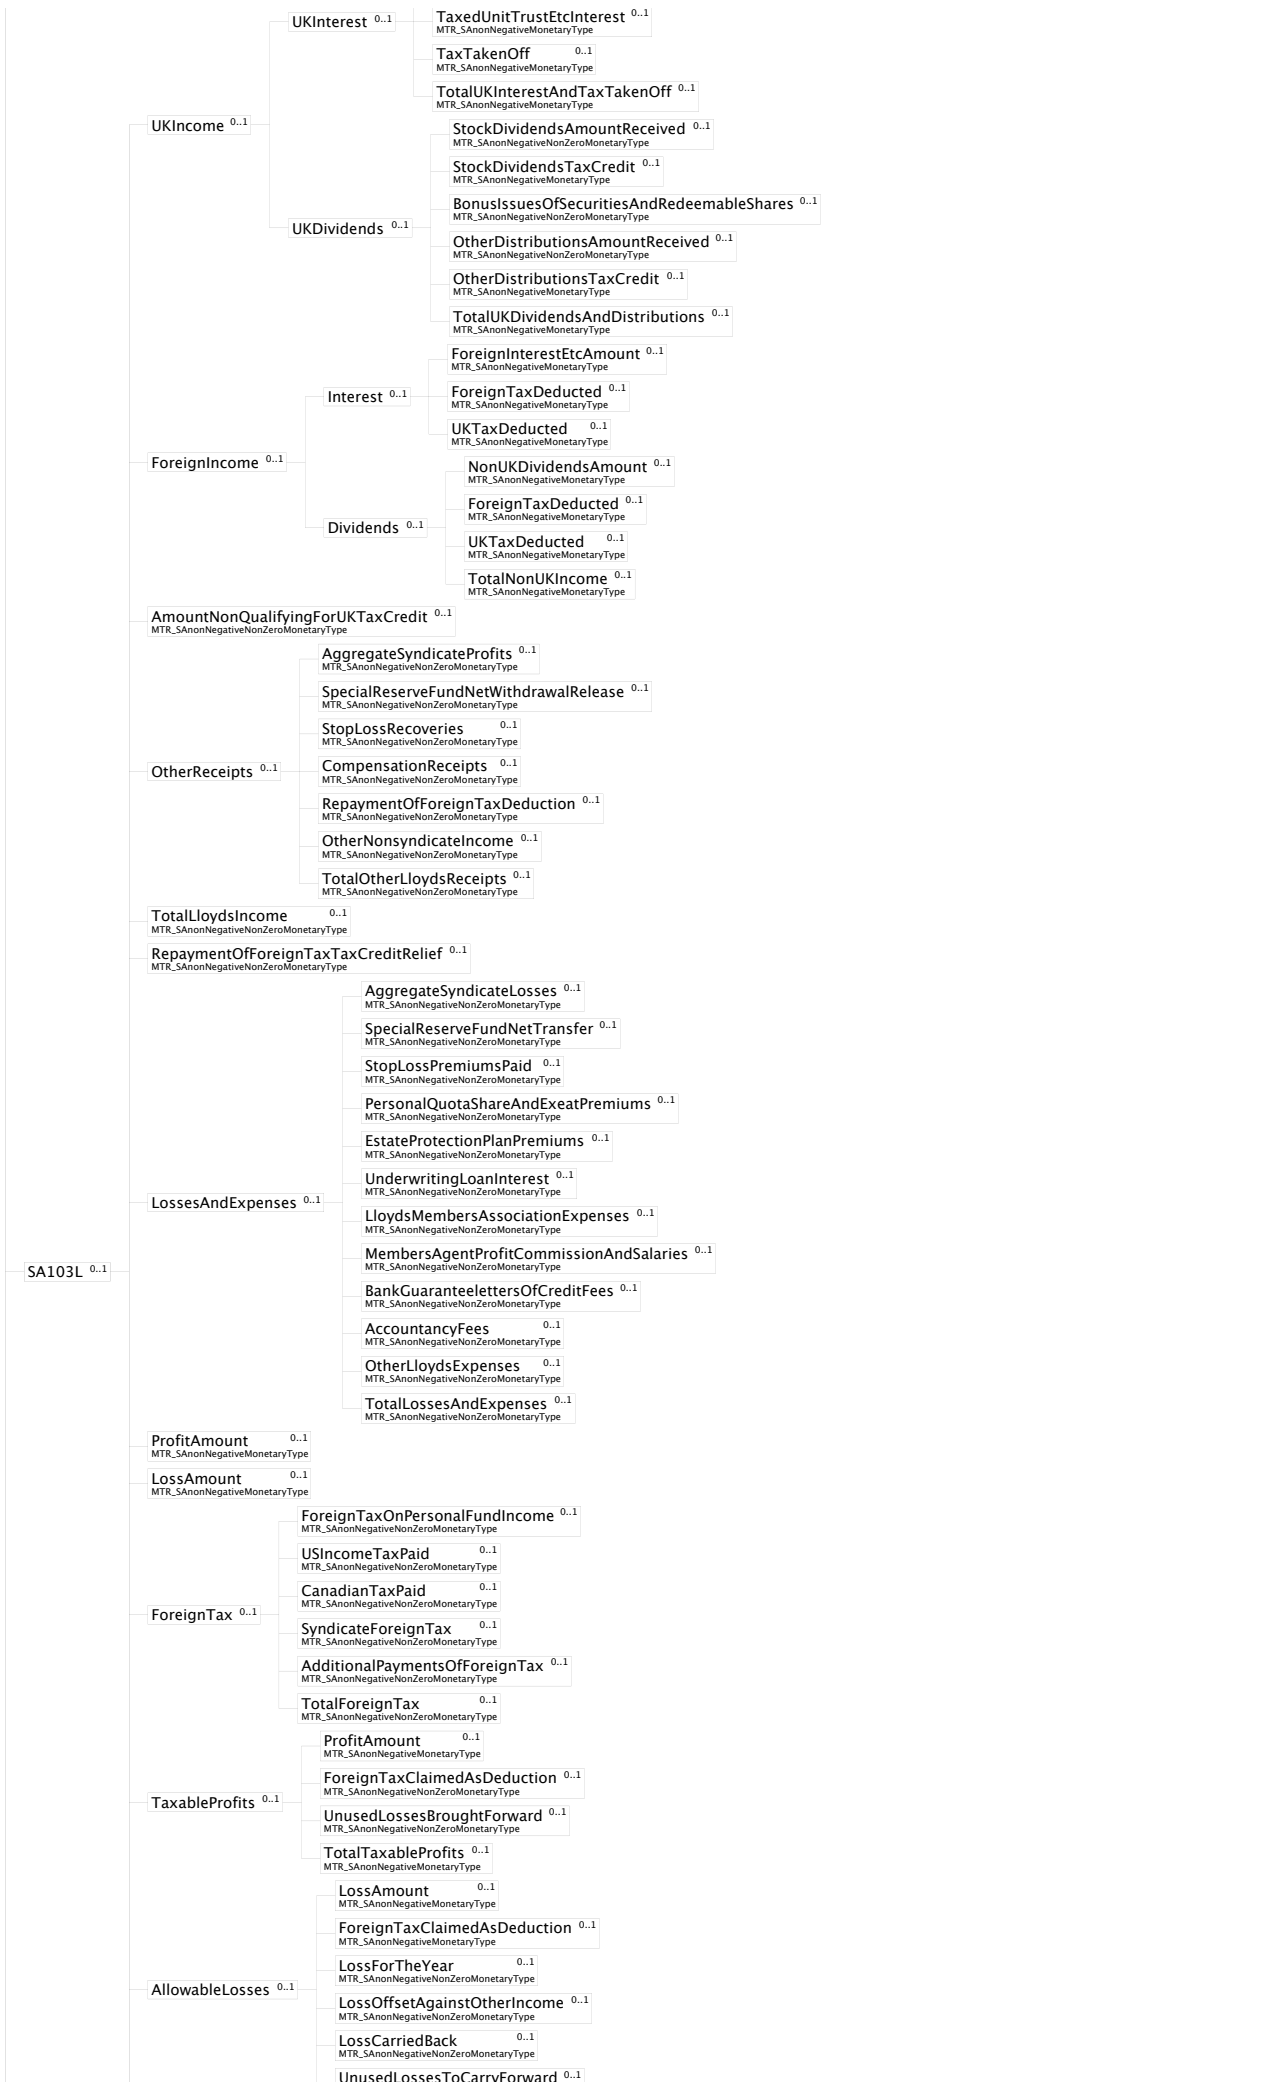 UKInterest 0..1
TaxedUnitTrustEtcInterest 0..1
MTR_SAnonNegativeMonetaryType
TaxTakenOff 0..1
MTR_SAnonNegativeMonetaryType
TotalUKInterestAndTaxTakenOff 0..1
MTR_SAnonNegativeMonetaryType
UKIncome 0..1
StockDividendsAmountReceived 0..1
MTR_SAnonNegativeNonZeroMonetaryType
StockDividendsTaxCredit 0..1
MTR_SAnonNegativeMonetaryType
BonusIssuesOfSecuritiesAndRedeemableShares 0..1
MTR_SAnonNegativeNonZeroMonetaryType
UKDividends 0..1
OtherDistributionsAmountReceived 0..1
MTR_SAnonNegativeNonZeroMonetaryType
OtherDistributionsTaxCredit 0..1
MTR_SAnonNegativeMonetaryType
TotalUKDividendsAndDistributions 0..1
MTR_SAnonNegativeMonetaryType
ForeignInterestEtcAmount 0..1
MTR_SAnonNegativeMonetaryType
Interest 0..1
ForeignTaxDeducted 0..1
MTR_SAnonNegativeMonetaryType
UKTaxDeducted 0..1
MTR_SAnonNegativeMonetaryType
ForeignIncome 0..1
NonUKDividendsAmount 0..1
MTR_SAnonNegativeMonetaryType
ForeignTaxDeducted 0..1
MTR_SAnonNegativeMonetaryType
Dividends 0..1
UKTaxDeducted 0..1
MTR_SAnonNegativeMonetaryType
TotalNonUKIncome 0..1
MTR_SAnonNegativeMonetaryType
AmountNonQualifyingForUKTaxCredit 0..1
MTR_SAnonNegativeNonZeroMonetaryType
AggregateSyndicateProfits 0..1
MTR_SAnonNegativeNonZeroMonetaryType
SpecialReserveFundNetWithdrawalRelease 0..1
MTR_SAnonNegativeNonZeroMonetaryType
StopLossRecoveries 0..1
MTR_SAnonNegativeNonZeroMonetaryType
OtherReceipts 0..1
CompensationReceipts 0..1
MTR_SAnonNegativeNonZeroMonetaryType
RepaymentOfForeignTaxDeduction 0..1
MTR_SAnonNegativeNonZeroMonetaryType
OtherNonsyndicateIncome 0..1
MTR_SAnonNegativeNonZeroMonetaryType
TotalOtherLloydsReceipts 0..1
MTR_SAnonNegativeNonZeroMonetaryType
TotalLloydsIncome 0..1
MTR_SAnonNegativeNonZeroMonetaryType
RepaymentOfForeignTaxTaxCreditRelief 0..1
MTR_SAnonNegativeNonZeroMonetaryType
AggregateSyndicateLosses 0..1
MTR_SAnonNegativeNonZeroMonetaryType
SpecialReserveFundNetTransfer 0..1
MTR_SAnonNegativeNonZeroMonetaryType
StopLossPremiumsPaid 0..1
MTR_SAnonNegativeNonZeroMonetaryType
PersonalQuotaShareAndExeatPremiums 0..1
MTR_SAnonNegativeNonZeroMonetaryType
EstateProtectionPlanPremiums 0..1
MTR_SAnonNegativeNonZeroMonetaryType
UnderwritingLoanInterest 0..1
MTR_SAnonNegativeNonZeroMonetaryType
LossesAndExpenses 0..1
LloydsMembersAssociationExpenses 0..1
MTR_SAnonNegativeNonZeroMonetaryType
MembersAgentProfitCommissionAndSalaries 0..1
MTR_SAnonNegativeNonZeroMonetaryType
SA103L 0..1
BankGuaranteelettersOfCreditFees 0..1
MTR_SAnonNegativeNonZeroMonetaryType
AccountancyFees 0..1
MTR_SAnonNegativeNonZeroMonetaryType
OtherLloydsExpenses 0..1
MTR_SAnonNegativeNonZeroMonetaryType
TotalLossesAndExpenses 0..1
MTR_SAnonNegativeNonZeroMonetaryType
ProfitAmount 0..1
MTR_SAnonNegativeMonetaryType
LossAmount 0..1
MTR_SAnonNegativeMonetaryType
ForeignTaxOnPersonalFundIncome 0..1
MTR_SAnonNegativeNonZeroMonetaryType
USIncomeTaxPaid 0..1
MTR_SAnonNegativeNonZeroMonetaryType
CanadianTaxPaid 0..1
MTR_SAnonNegativeNonZeroMonetaryType
ForeignTax 0..1
SyndicateForeignTax 0..1
MTR_SAnonNegativeNonZeroMonetaryType
AdditionalPaymentsOfForeignTax 0..1
MTR_SAnonNegativeNonZeroMonetaryType
TotalForeignTax 0..1
MTR_SAnonNegativeNonZeroMonetaryType
ProfitAmount 0..1
MTR_SAnonNegativeMonetaryType
ForeignTaxClaimedAsDeduction 0..1
MTR_SAnonNegativeNonZeroMonetaryType
TaxableProfits 0..1
UnusedLossesBroughtForward 0..1
MTR_SAnonNegativeNonZeroMonetaryType
TotalTaxableProfits 0..1
MTR_SAnonNegativeMonetaryType
LossAmount 0..1
MTR_SAnonNegativeMonetaryType
ForeignTaxClaimedAsDeduction 0..1
MTR_SAnonNegativeMonetaryType
LossForTheYear 0..1
MTR_SAnonNegativeNonZeroMonetaryType
AllowableLosses 0..1
LossOffsetAgainstOtherIncome 0..1
MTR_SAnonNegativeNonZeroMonetaryType
LossCarriedBack 0..1
MTR_SAnonNegativeNonZeroMonetaryType
UnusedLossesToCarryForward 0..1